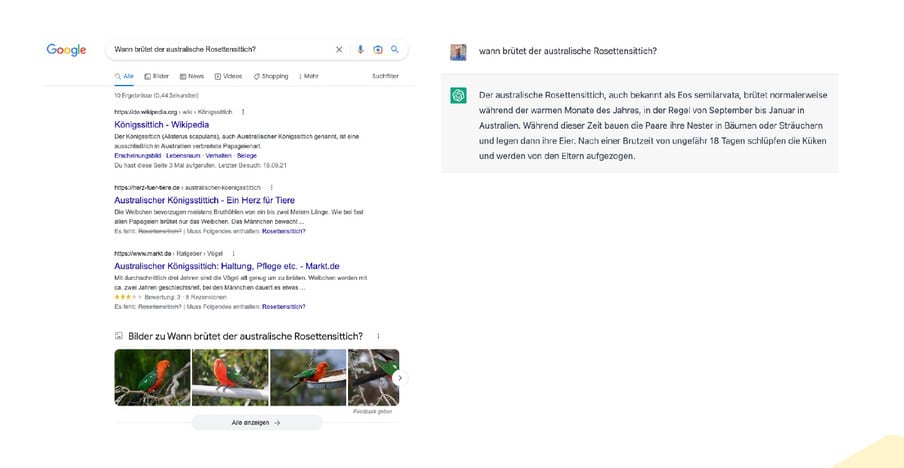 Google
Wann brütet der australische Rosettensittich?
Alle
Bilder
News
Videos
Shopping
Mehr
Suchfilter
10 Ergebnisse (0,44 Sekunden)
https://de.wikipedia.org › wiki › Königssittich
Königssittich - Wikipedia
Der Königssittich (Alisterus scapularis), auch Australischer Königssittich genannt, ist eine
ausschließlich in Australien verbreitete Papageienart.
Erscheinungsbild · Lebensraum · Verhalten · Belege
Du hast diese Seite 3 Mal aufgerufen. Letzter Besuch: 18.09.21
https://herz-fuer-tiere.de › australischer-koenigssittich
Australischer Königssittich - Ein Herz für Tiere
Die Weibchen bevorzugen meistens Bruthöhlen von ein bis zwei Metern Länge. Wie bei fast
allen Papageien brütet nur das Weibchen. Das Männchen bewacht ...
Es fehlt: Rosettensittich? | Muss Folgendes enthalten: Rosettensittich?
https://www.markt.de › Ratgeber › Vögel
Australischer Königssittich: Haltung, Pflege etc. - Markt.de
Mit durchschnittlich drei Jahren sind die Vögel alt genug um zu brüten. Weibchen werden mit
ca. zwei Jahren geschlechtsreif, bei den Männchen dauert es etwas ...
Bewertung: 3 · 8 Rezensionen
Es fehlt: Rosettensittich? | Muss Folgendes enthalten: Rosettensittich?
Bilder zu Wann brütet der australische Rosettensittich?
Feedback geben
Alle anzeigen
wann brütet der australische Rosettensittich?
Der australische Rosettensittich, auch bekannt als Eos semilarvata, brütet normalerweise
während der warmen Monate des Jahres, in der Regel von September bis Januar in
Australien. Während dieser Zeit bauen die Paare ihre Nester in Bäumen oder Sträuchern
und legen dann ihre Eier. Nach einer Brutzeit von ungefähr 18 Tagen schlüpfen die Küken
und werden von den Eltern aufgezogen.